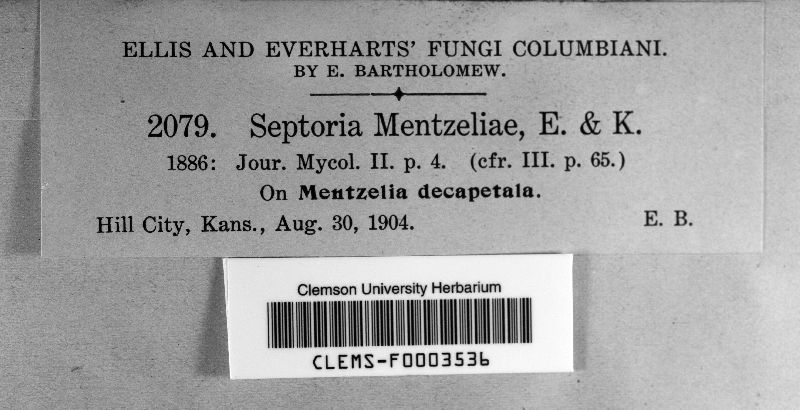 ELLIS AND EVERHARTS' FUNGI COLUMBIANI.
BY E. BARTHOLOMEW.
2079. Septoria Mentzeliae, E. & K.
1886: Jour. Mycol. II. p. 4. (cfr. III. p. 65.)
On Mentzelia decapetala.
Hill City, Kans., Aug. 30, 1904. E. B.
Clemson University Herbarium
CLEMS-F0003536